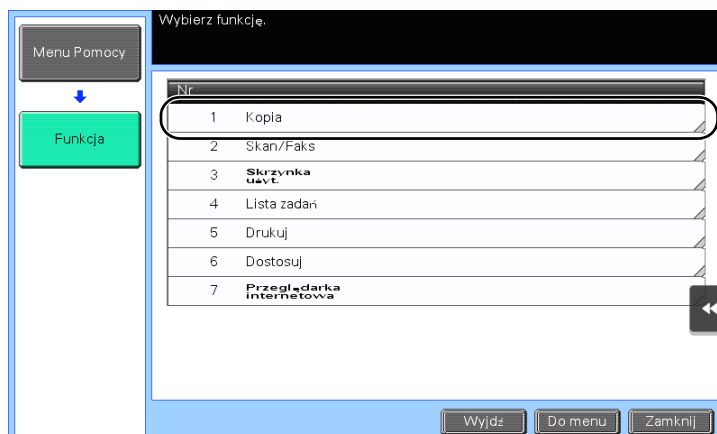 Wybierz funkcję.
Menu Pomocy
Funkcja
Nr
1 Kopia
2 Skan/Faks
3 Skrzynka
użyt.
4 Lista zadań
5 Drukuj
6 Dostosuj
7 Przeglądarka
internetowa
Wyjdź Do menu Zamknij